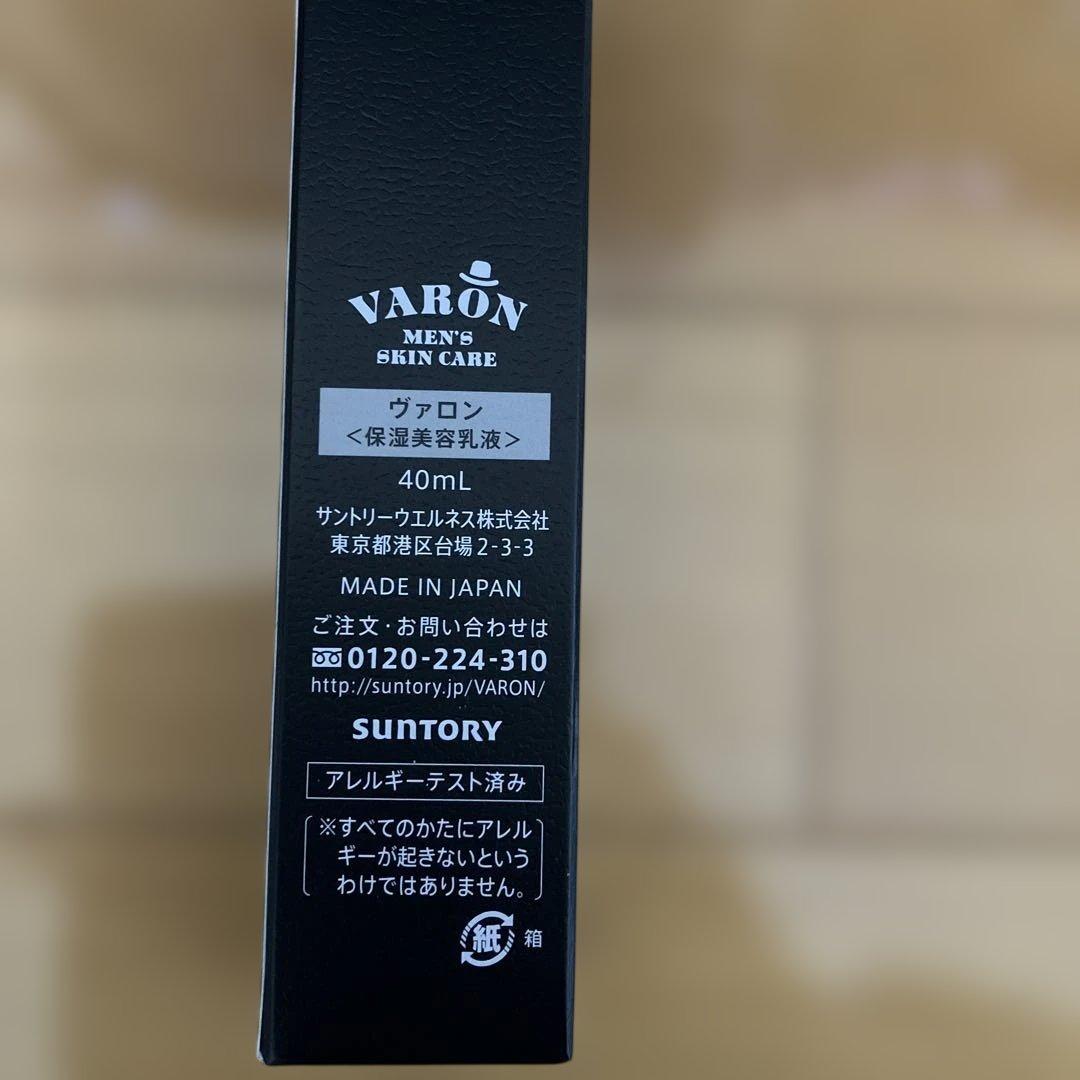 VARON
MEN'S
SKIN CARE
ヴァロン
＜保湿美容乳液＞
40mL
サントリーウエルネス株式会社
東京都港区台場2-3-3
MADE IN JAPAN
ご注文・お問い合わせは
0120-224-310
http://suntory.jp/VARON/
SUNTORY
アレルギーテスト済み
※すべてのかたにアレル
ギーが起きないという
わけではありません。
紙 箱